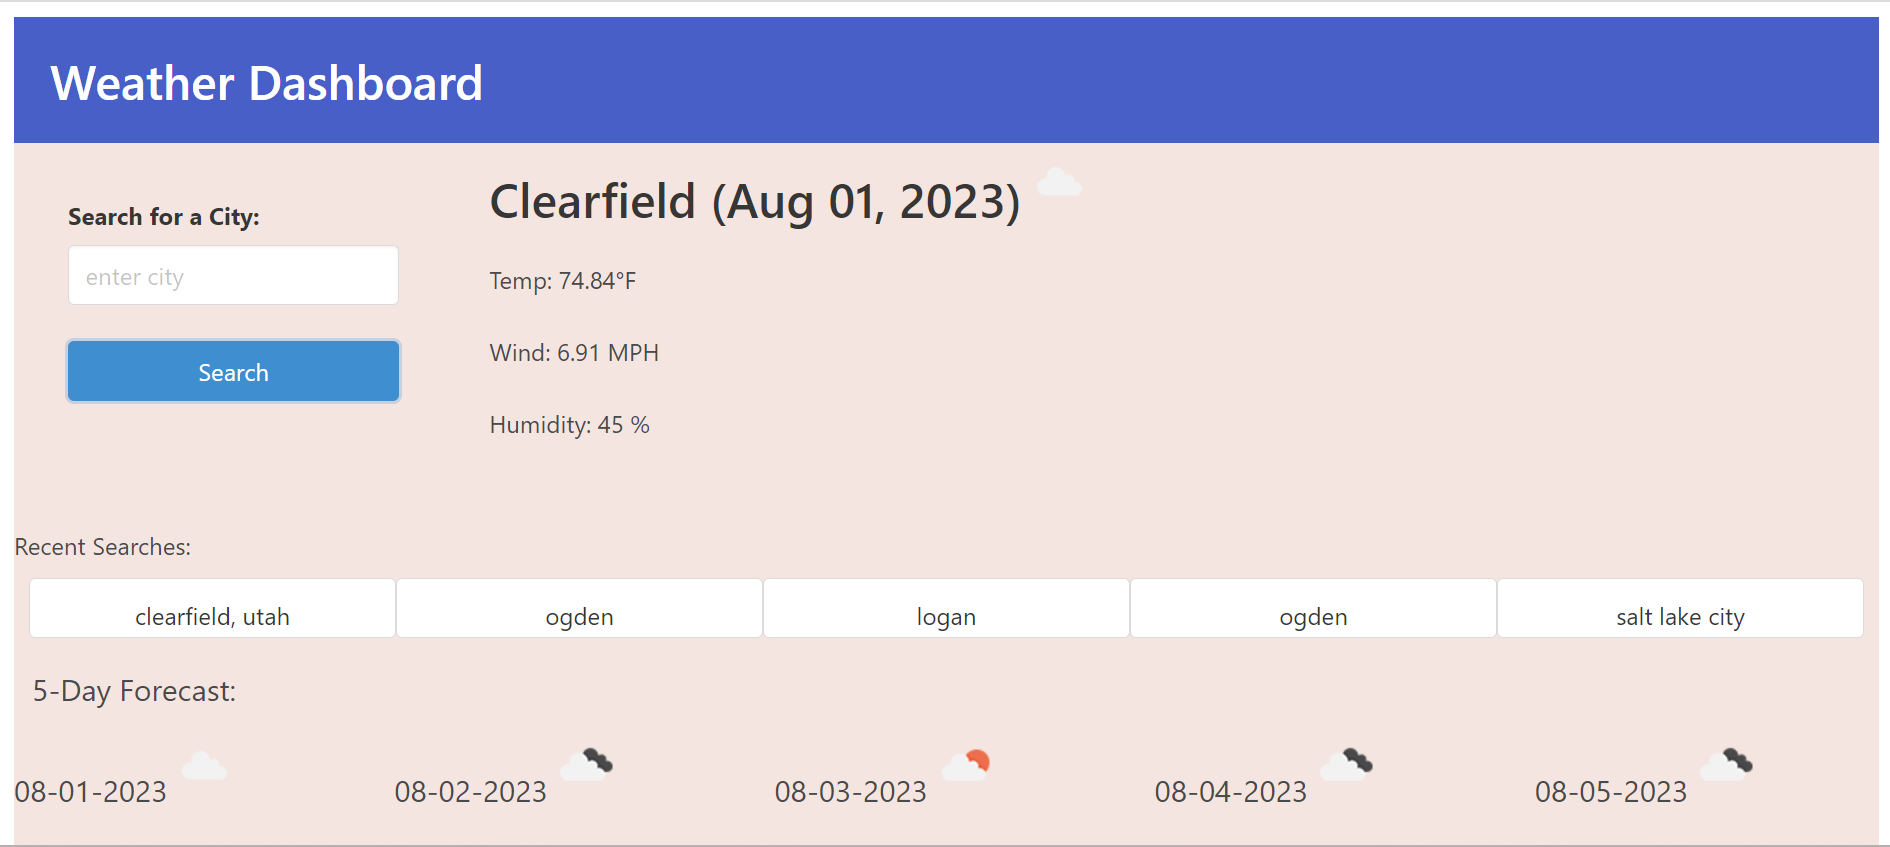 Weather Dashboard
Search for a City:
enter city
Search
Clearfield (Aug 01, 2023)
Temp: 74.84°F
Wind: 6.91 MPH
Humidity: 45 %
Recent Searches:
clearfield, utah ogden logan ogden salt lake city
5-Day Forecast:
08-01-2023 08-02-2023 08-03-2023 08-04-2023 08-05-2023